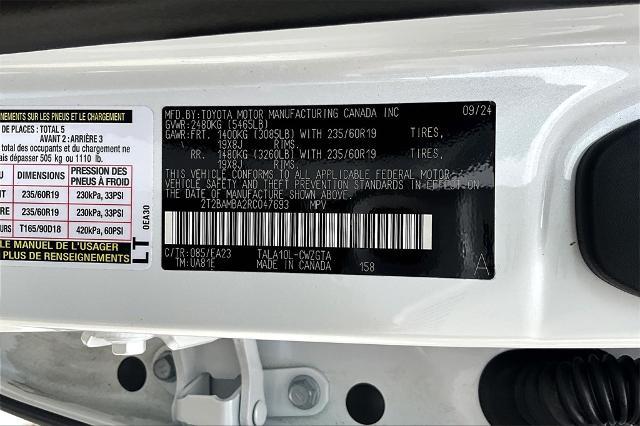 NEMENTS SUR LES PNEUS ET LE CHARGEMENT
DE PLACES : TOTAL 5
AVANT 2 : ARRIÈRE 3
total des occupants et du chargement ne
ais dépasser 505 kg ou 1110 lb.
DIMENSIONS PRESSION DES PNEUS À FROID
235/60R19 230kPa, 33PSI
RE 235/60R19 230kPa, 33PSI
T165/90D18 420kPa, 60PSI
LE MANUEL DE L'USAGER
PLUS D'INFORMATIONS
LT 0EA30
MFD.BY:TOYOTA MOTOR MANUFACTURING CANADA INC 09/24
GVWR:2480KG (5465LB)
GAWR:FRT. 1400KG (3085LB) WITH 235/60R19 TIRES,
19X8J RIMS,
RR. 1480KG (3260LB) WITH 235/60R19 TIRES,
19X8J RIMS.
THIS VEHICLE CONFORMS TO ALL APPLICABLE FEDERAL MOTOR
VEHICLE SAFETY AND THEFT PREVENTION STANDARDS IN EFFECT ON
THE DATE OF MANUFACTURE SHOWN ABOVE.
2T2BAMBA2RC047693 MPV
C/TR:085/EA23 TALA10L-CWZGTA
TM:UA81E MADE IN CANADA 158 A